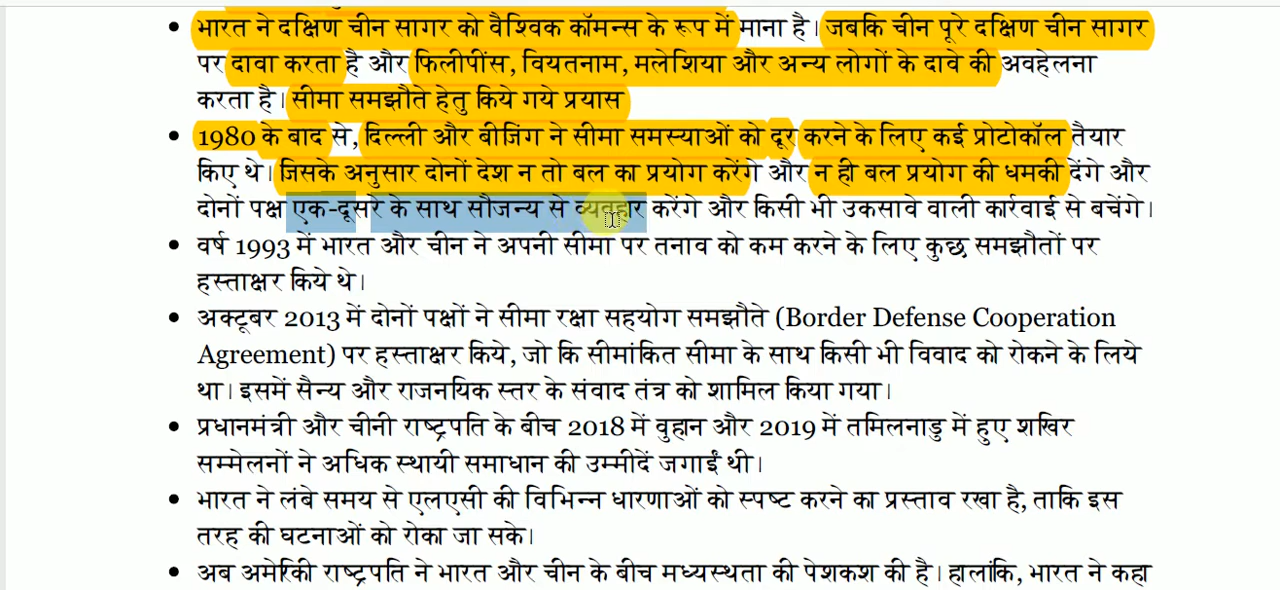 भारत ने दक्षिण चीन सागर को वैश्विक कॉमन्स के रूप में माना है। जबकि चीन पूरे दक्षिण चीन सागर
पर दावा करता है और फिलीपींस, वियतनाम, मलेशिया और अन्य लोगों के दावे की अवहेलना
करता है। सीमा समझौते हेतु किये गये प्रयास
1980 के बाद से, दिल्ली और बीजिंग ने सीमा समस्याओं को दूर करने के लिए कई प्रोटोकॉल तैयार
किए थे। जिसके अनुसार दोनों देश न तो बल का प्रयोग करेंगे और न ही बल प्रयोग की धमकी देंगे और
दोनों पक्ष एक-दूसरे के साथ सौजन्य से व्यवहार करेंगे और किसी भी उकसावे वाली कार्रवाई से बचेंगे।
वर्ष 1993 में भारत और चीन ने अपनी सीमा पर तनाव को कम करने के लिए कुछ समझौतों पर
हस्ताक्षर किये थे।
अक्टूबर 2013 में दोनों पक्षों ने सीमा रक्षा सहयोग समझौते (Border Defense Cooperation
Agreement) पर हस्ताक्षर किये, जो कि सीमांकित सीमा के साथ किसी भी विवाद को रोकने के लिये
था। इसमें सैन्य और राजनयिक स्तर के संवाद तंत्र को शामिल किया गया।
प्रधानमंत्री और चीनी राष्ट्रपति के बीच 2018 में वुहान और 2019 में तमिलनाडु में हुए शिखर
सम्मेलनों ने अधिक स्थायी समाधान की उम्मीदें जगाईं थी।
भारत ने लंबे समय से एलएसी की विभिन्न धारणाओं को स्पष्ट करने का प्रस्ताव रखा है, ताकि इस
तरह की घटनाओं को रोका जा सके।
अब अमेरिकी राष्ट्रपति ने भारत और चीन के बीच मध्यस्थता की पेशकश की है। हालांकि, भारत ने कहा